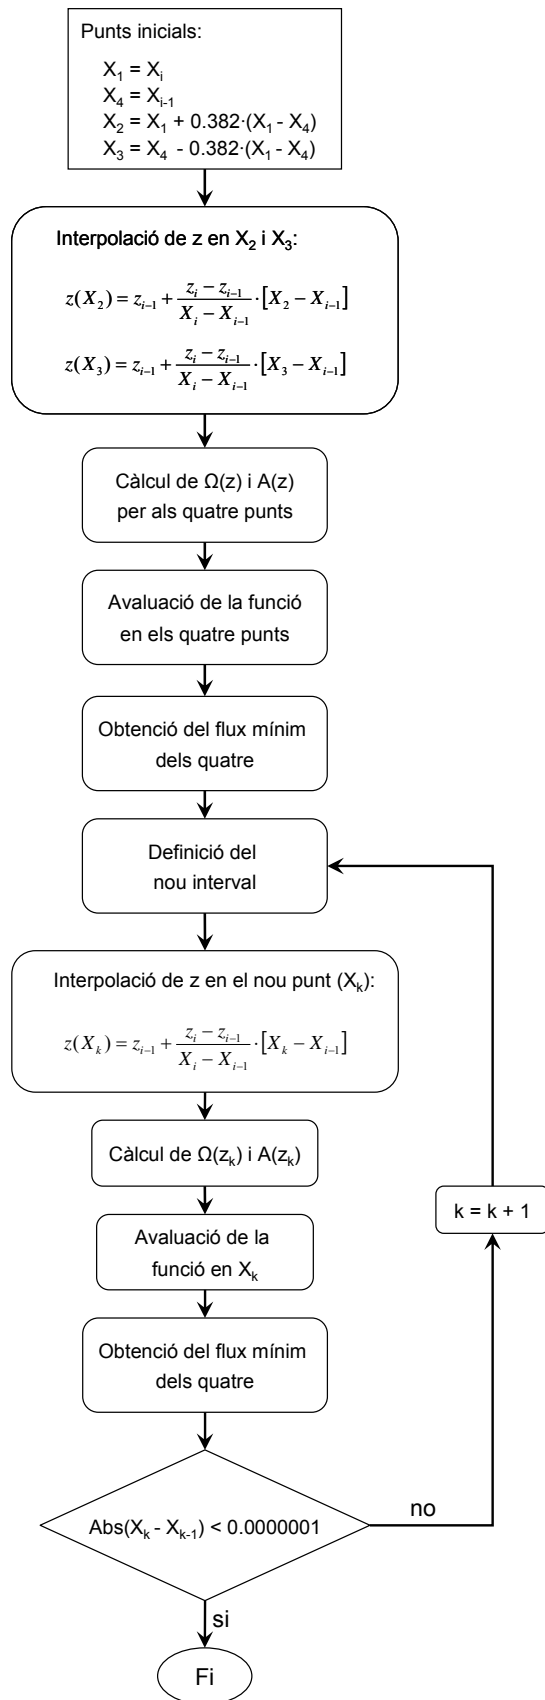 Punts inicials:
X₁ = Xᵢ
X₄ = Xᵢ₋₁
X₂ = X₁ + 0.382·(X₁ - X₄)
X₃ = X₄ - 0.382·(X₁ - X₄)
Interpolació de z en X₂ i X₃:
z(X₂) = zᵢ₋₁ + (zᵢ − zᵢ₋₁)/(Xᵢ − Xᵢ₋₁) · [X₂ − Xᵢ₋₁]
z(X₃) = zᵢ₋₁ + (zᵢ − zᵢ₋₁)/(Xᵢ − Xᵢ₋₁) · [X₃ − Xᵢ₋₁]
Càlcul de Ω(z) i A(z)
per als quatre punts
Avaluació de la funció
en els quatre punts
Obtenció del flux mínim
dels quatre
Definició del
nou interval
Interpolació de z en el nou punt (Xₖ):
z(Xₖ) = zᵢ₋₁ + (zᵢ − zᵢ₋₁)/(Xᵢ − Xᵢ₋₁) · [Xₖ − Xᵢ₋₁]
Càlcul de Ω(zₖ) i A(zₖ)
k = k + 1
Avaluació de la
funció en Xₖ
Obtenció del flux mínim
dels quatre
Abs(Xₖ - Xₖ₋₁) < 0.0000001
no
si
Fi